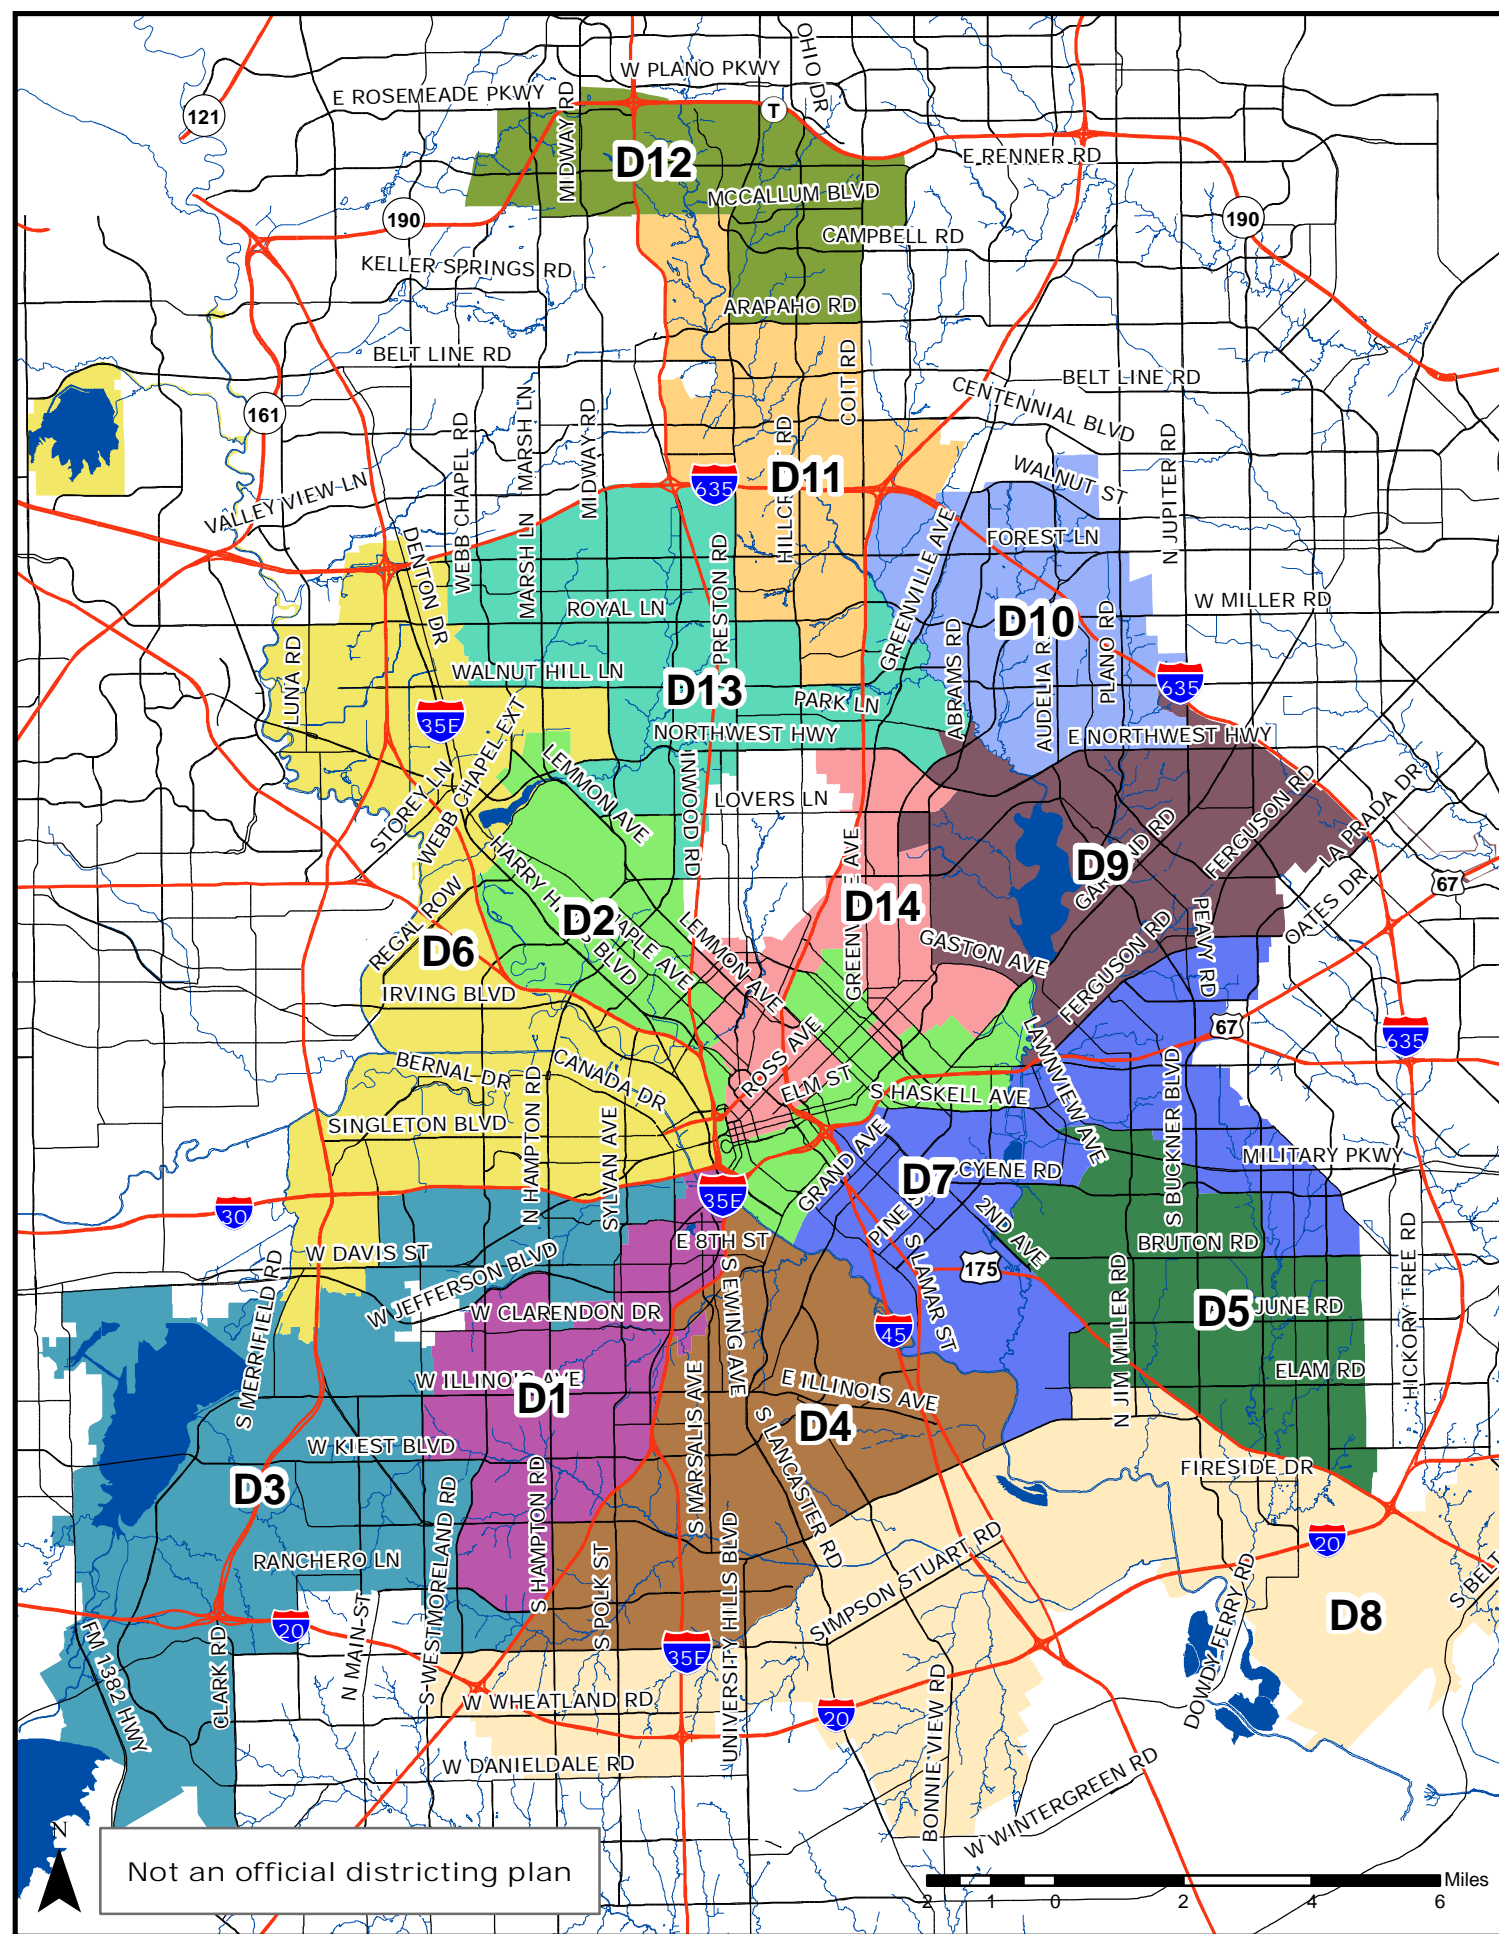 W PLANO PKWY
OHIO DR
E ROSEMEADE PKWY
MIDWAY RD
121
T
D12
E RENNER RD
MCCALLUM BLVD
190
190
CAMPBELL RD
KELLER SPRINGS RD
ARAPAHO RD
BELT LINE RD
COIT RD
BELT LINE RD
CENTENNIAL BLVD
161
WEBB CHAPEL RD
MARSH LN
MIDWAY RD
HILLCREST RD
N JUPITER RD
WALNUT ST
VALLEY VIEW LN
635
D11
DENTON DR
MARSH LN
PRESTON RD
GREENVILLE AVE
FOREST LN
ROYAL LN
W MILLER RD
D10
LUNA RD
WALNUT HILL LN
D13
PARK LN
ABRAMS RD
AUDELIA RD
PLANO RD
635
35E
NORTHWEST HWY
E NORTHWEST HWY
WEBB CHAPEL EXT
STOREY LN
LEMMON AVE
INWOOD RD
LOVERS LN
FERGUSON RD
LA PRADA DR
HARRY HINES BLVD
GREENVILLE AVE
D9
GARLAND RD
67
REGAL ROW
D2
MAPLE AVE
LEMMON AVE
D14
GASTON AVE
FERGUSON RD
PEAVY RD
OATES DR
D6
IRVING BLVD
67
635
BERNAL DR
CANADA DR
ROSS AVE
ELM ST
S HASKELL AVE
LAWNVIEW AVE
S BUCKNER BLVD
SINGLETON BLVD
N HAMPTON RD
SYLVAN AVE
GRAND AVE
MILITARY PKWY
D7
SCYENE RD
30
35E
PINE ST
2ND AVE
W DAVIS ST
E 8TH ST
S MERRIFIELD RD
W JEFFERSON BLVD
S EWING AVE
S LAMAR ST
175
BRUTON RD
N JIM MILLER RD
HICKORY TREE RD
W CLARENDON DR
D5
JUNE RD
45
W ILLINOIS AVE
D1
E ILLINOIS AVE
ELAM RD
S MARSALIS AVE
D4
S LANCASTER RD
W KIEST BLVD
FIRESIDE DR
D3
S WESTMORELAND RD
S HAMPTON RD
UNIVERSITY HILLS BLVD
20
RANCHERO LN
S POLK ST
SIMPSON STUART RD
DOWDY FERRY RD
S BELT
D8
20
35E
FM 1382 HWY
CLARK RD
N MAIN ST
W WHEATLAND RD
20
BONNIE VIEW RD
W DANIELDALE RD
W WINTERGREEN RD
N
Not an official districting plan
Miles
2 1 0 2 4 6